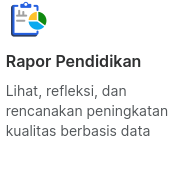 Rapor Pendidikan
Lihat, refleksi, dan
rencanakan peningkatan
kualitas berbasis data